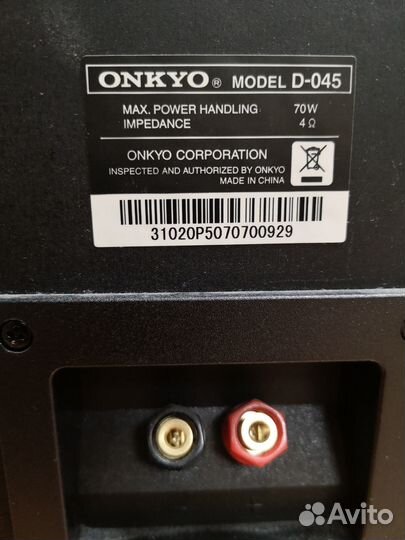 ONKYO® MODEL D-045
MAX. POWER HANDLING 70W
IMPEDANCE 4 Ω
ONKYO CORPORATION
INSPECTED AND AUTHORIZED BY ONKYO
MADE IN CHINA
31020P5070700929
Avito